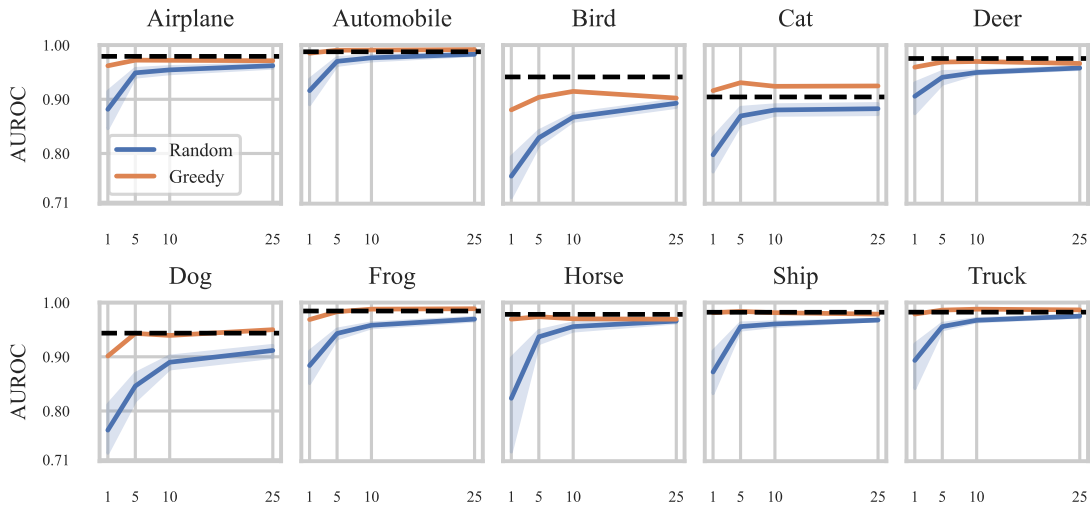 Airplane Automobile Bird Cat Deer
1.00
0.90
0.80
0.71
AUROC
Random
Greedy
1 5 10 25 1 5 10 25 1 5 10 25 1 5 10 25 1 5 10 25
Dog Frog Horse Ship Truck
1.00
0.90
0.80
0.71
AUROC
1 5 10 25 1 5 10 25 1 5 10 25 1 5 10 25 1 5 10 25